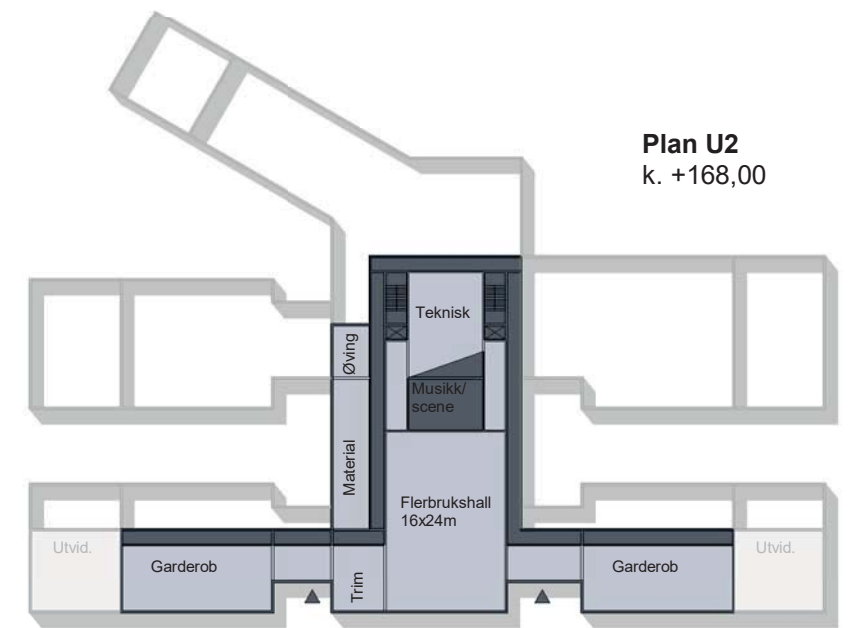 Plan U2
k. +168,00
Teknisk
Øving
Musikk/
scene
Material
Flerbrukshall
16x24m
Utvid.
Garderob
Trim
Garderob
Utvid.